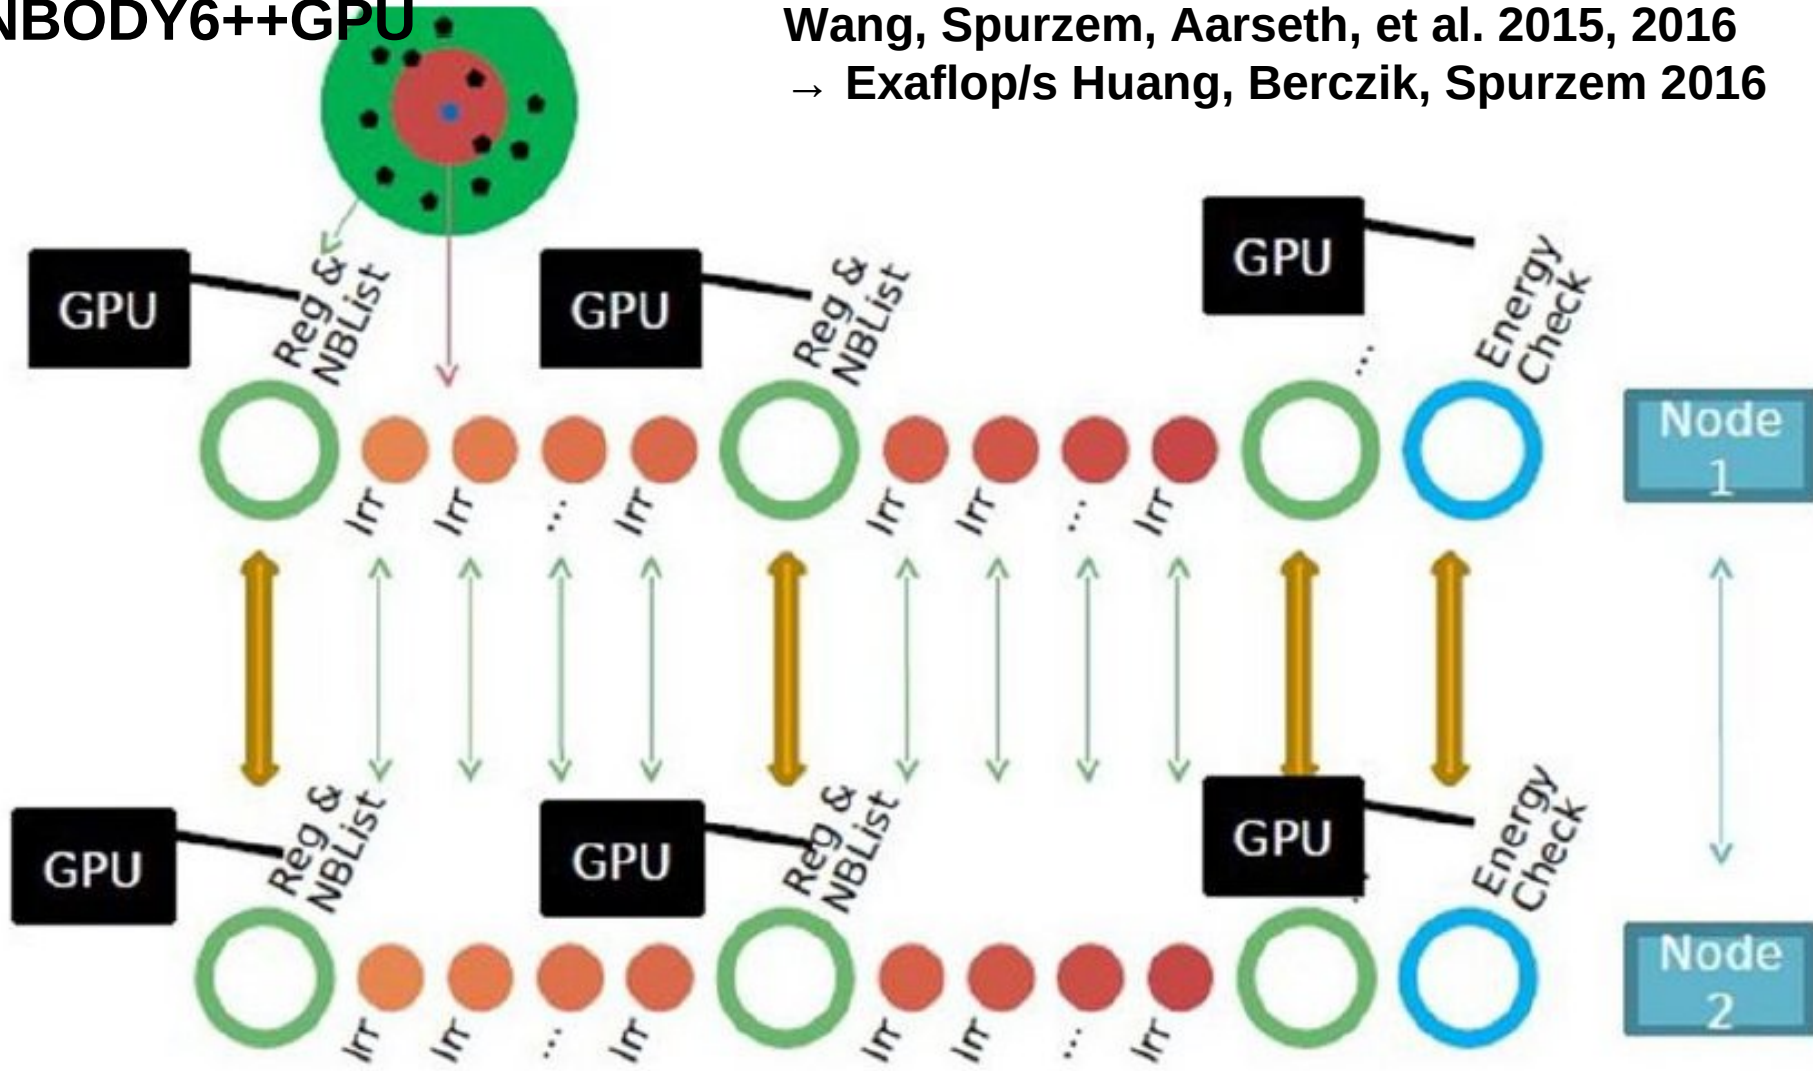 NBODY6++GPU
Wang, Spurzem, Aarseth, et al. 2015, 2016
→ Exaflop/s Huang, Berczik, Spurzem 2016
GPU
Reg &
NBList
GPU
Reg &
NBList
GPU
...
Energy
Check
Node
1
Irr
Irr
...
Irr
Irr
Irr
...
Irr
GPU
Reg &
NBList
GPU
Reg &
NBList
GPU
Energy
Check
Node
2
Irr
Irr
...
Irr
Irr
Irr
...
Irr